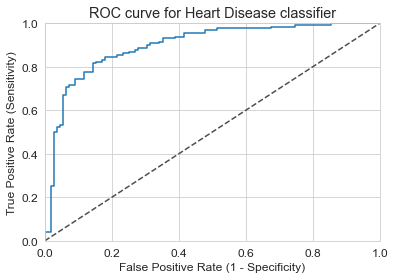 ROC curve for Heart Disease classifier
True Positive Rate (Sensitivity)
1.0
0.8
0.6
0.4
0.2
0.0
0.0 0.2 0.4 0.6 0.8 1.0
False Positive Rate (1 - Specificity)